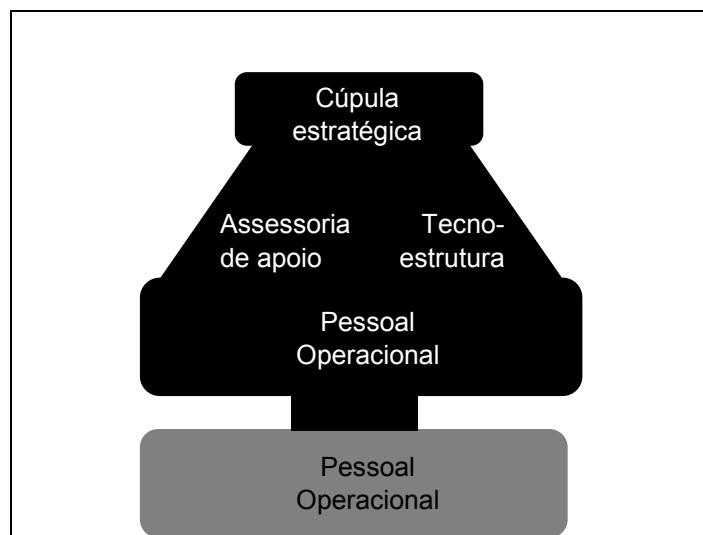 Cúpula
estratégica
Assessoria
de apoio
Tecno-
estrutura
Pessoal
Operacional
Pessoal
Operacional